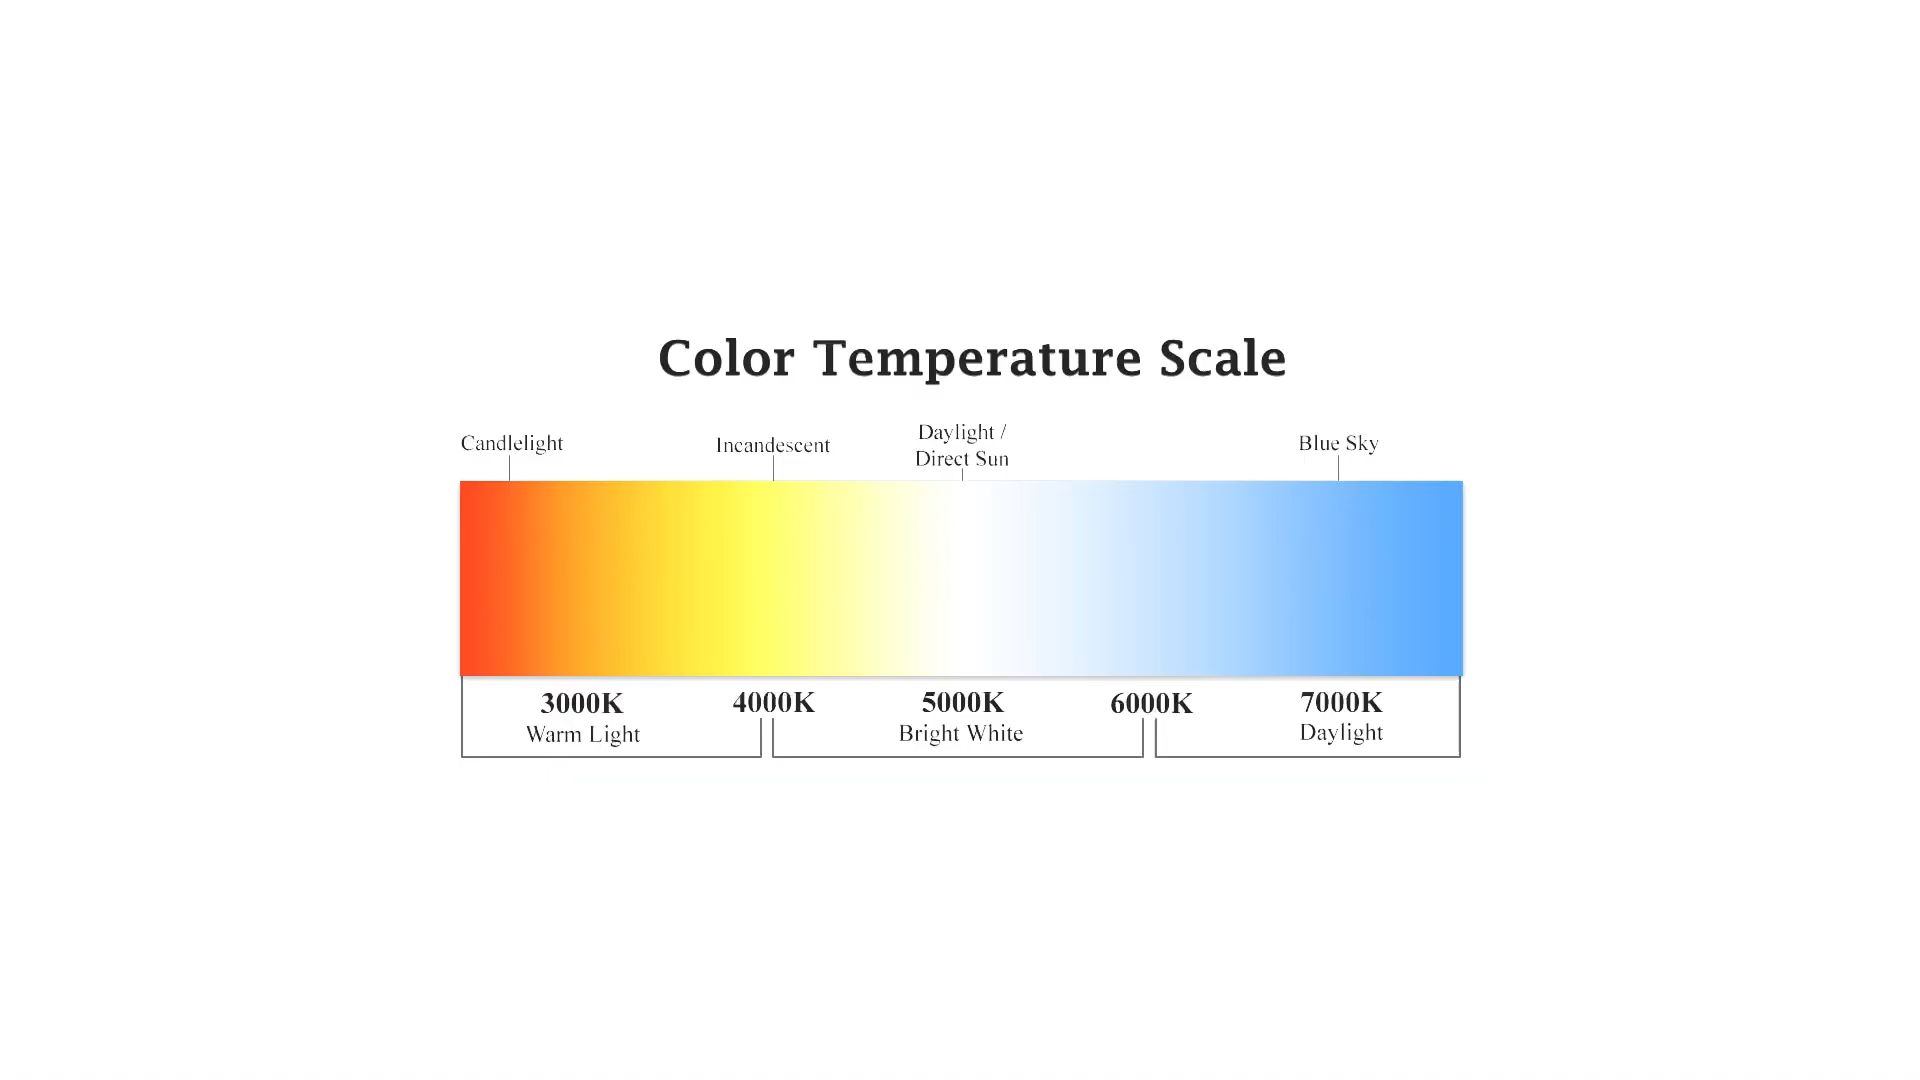 Color Temperature Scale
Candlelight
Incandescent
Daylight /
Direct Sun
Blue Sky
3000K
Warm Light
4000K
5000K
Bright White
6000K
7000K
Daylight